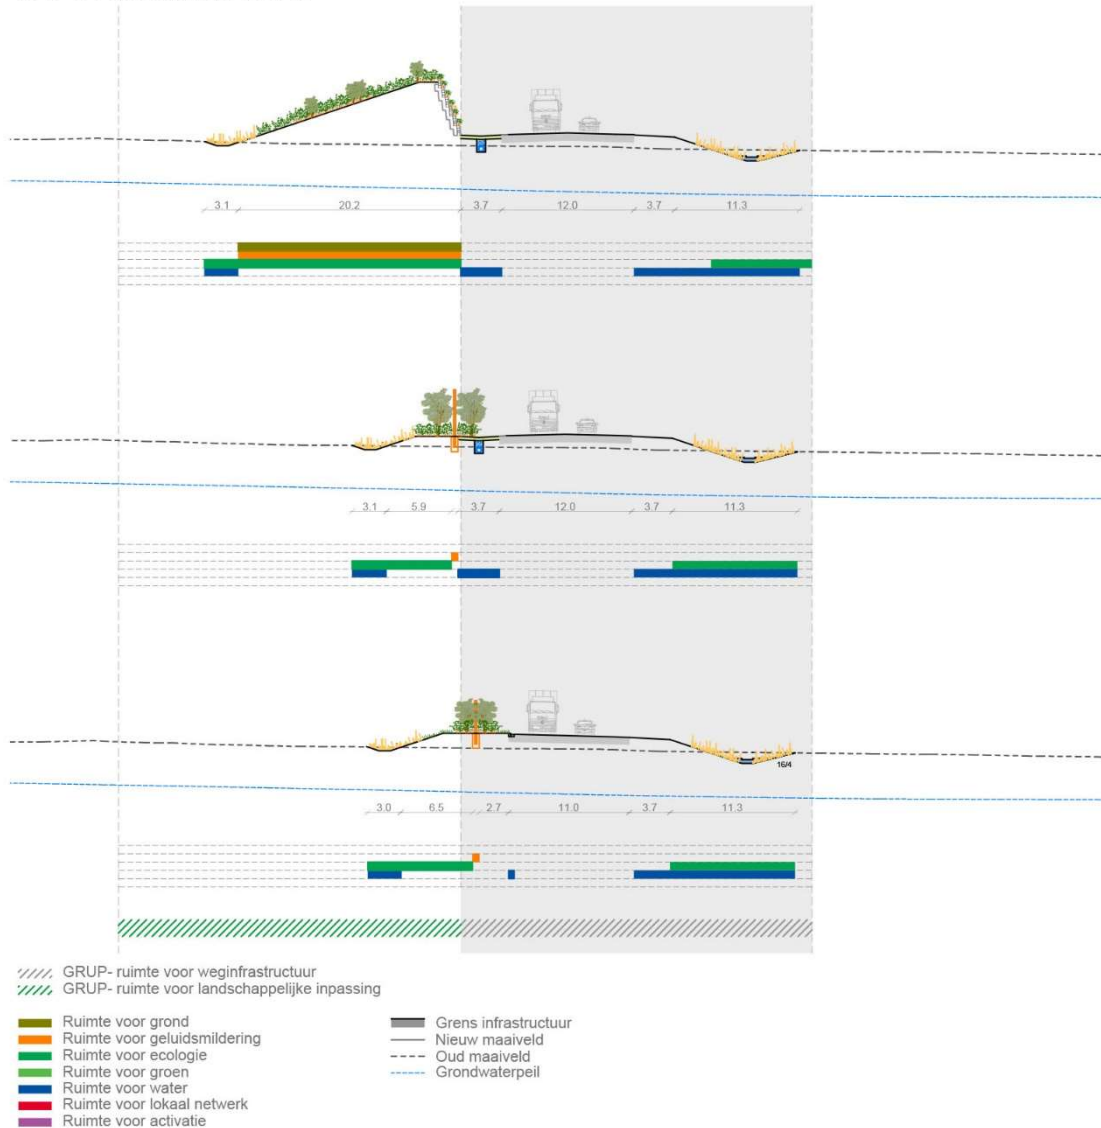 3.1 20.2 3.7 12.0 3.7 11.3
3.1 5.9 3.7 12.0 3.7 11.3
16/4
3.0 6.5 2.7 11.0 3.7 11.3
GRUP- ruimte voor weginfrastructuur
GRUP- ruimte voor landschappelijke inpassing
Ruimte voor grond
Ruimte voor geluidsmildering
Ruimte voor ecologie
Ruimte voor groen
Ruimte voor water
Ruimte voor lokaal netwerk
Ruimte voor activatie
Grens infrastructuur
Nieuw maaiveld
Oud maaiveld
Grondwaterpeil